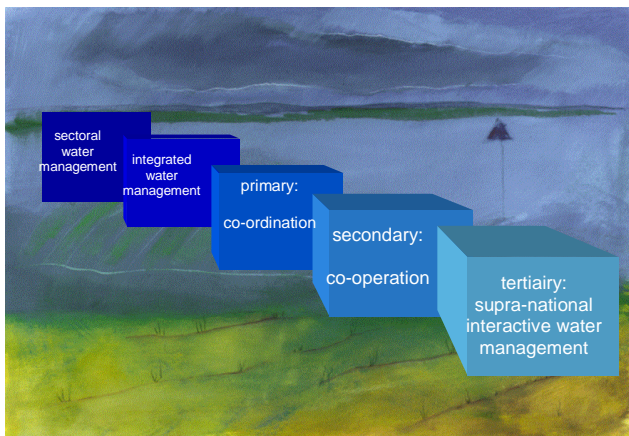 sectoral
water
management
integrated
water
management
primary:
co-ordination
secondary:
co-operation
tertiairy:
supra-national
interactive water
management